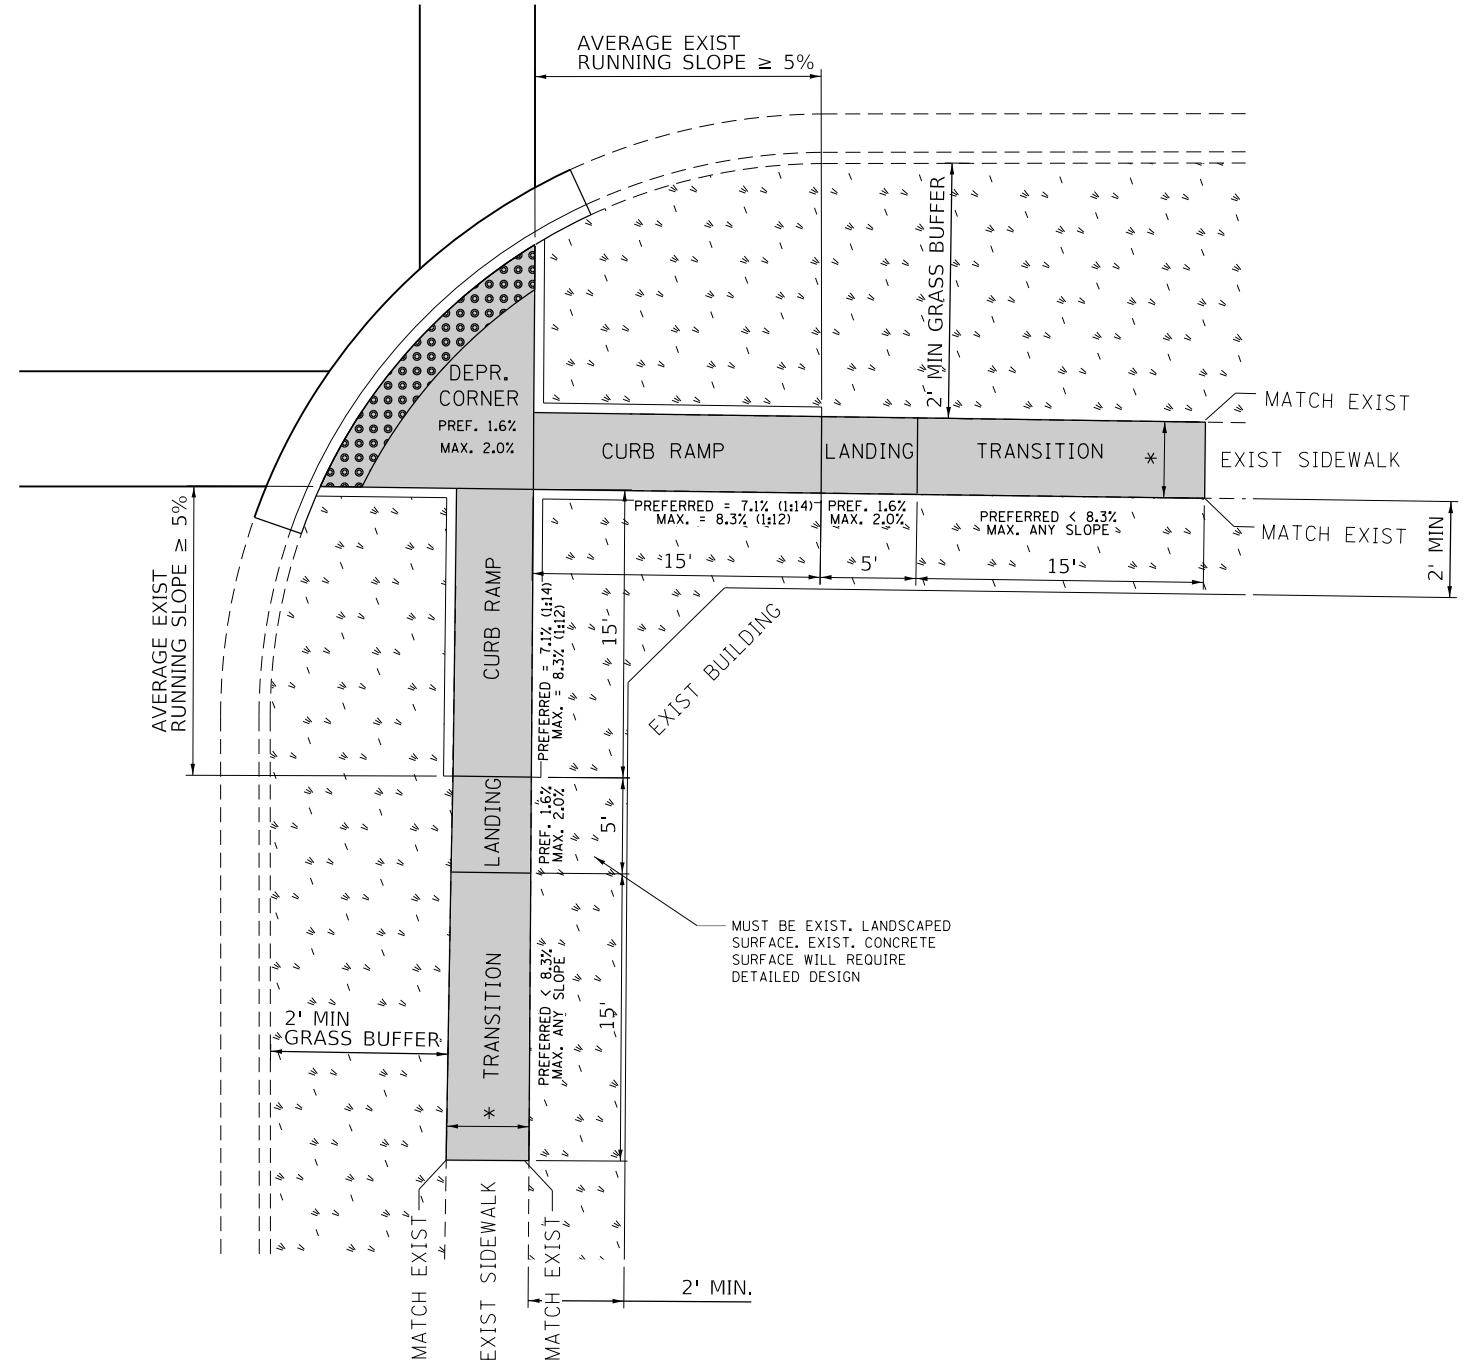 AVERAGE EXIST
RUNNING SLOPE ≥ 5%
2' MIN GRASS BUFFER
DEPR.
CORNER
PREF. 1.6%
MAX. 2.0%
CURB RAMP
LANDING
TRANSITION
*
MATCH EXIST
EXIST SIDEWALK
MATCH EXIST
PREFERRED = 7.1% (1:14)
MAX. = 8.3% (1:12)
PREF. 1.6%
MAX. 2.0%
PREFERRED < 8.3%
MAX. ANY SLOPE
15'
5'
15'
2' MIN
AVERAGE EXIST
RUNNING SLOPE ≥ 5%
CURB RAMP
PREFERRED = 7.1% (1:14)
MAX. = 8.3% (1:12)
15'
EXIST BUILDING
LANDING
PREF. 1.6%
MAX. 2.0%
5'
MUST BE EXIST. LANDSCAPED
SURFACE. EXIST. CONCRETE
SURFACE WILL REQUIRE
DETAILED DESIGN
TRANSITION
PREFERRED < 8.3%
MAX. ANY SLOPE
15'
2' MIN
GRASS BUFFER
*
MATCH EXIST
EXIST SIDEWALK
MATCH EXIST
2' MIN.